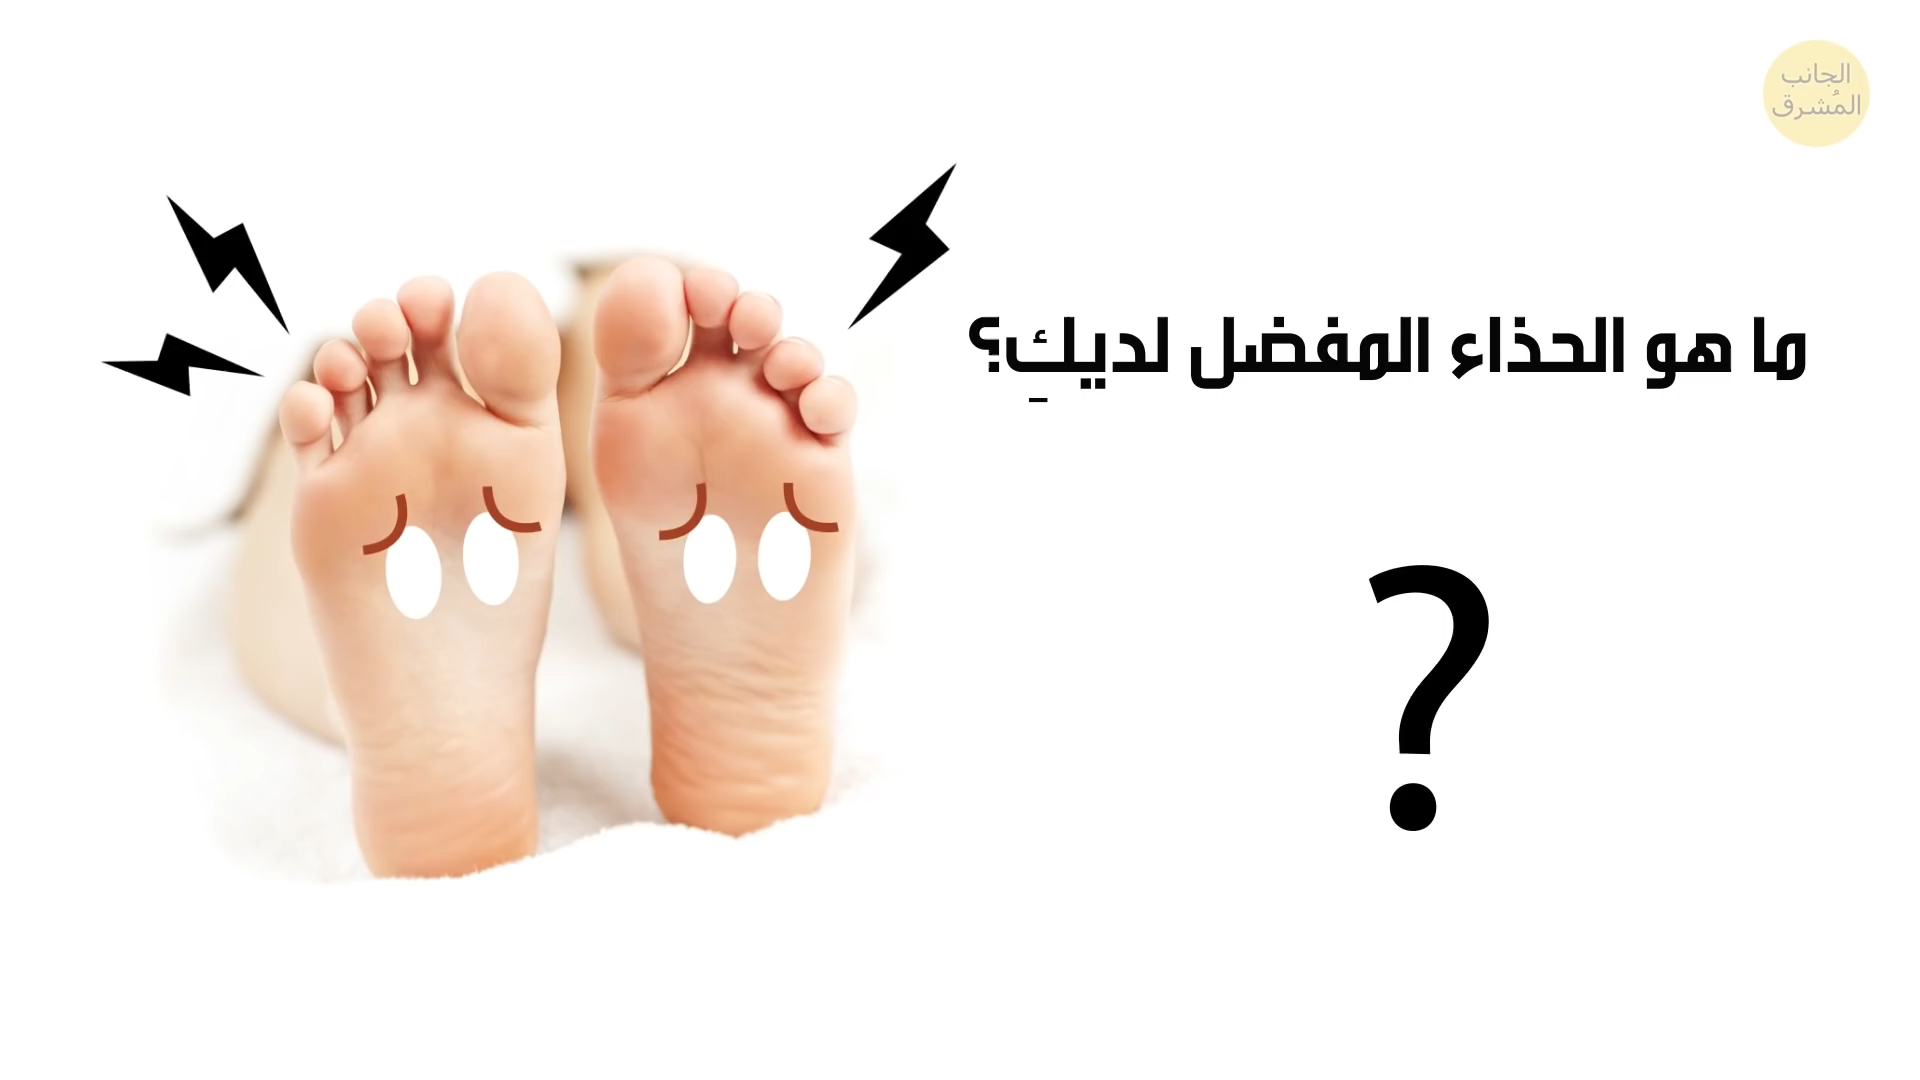 الجانب
المُشرق
ما هو الحذاء المفضل لديكِ؟
?